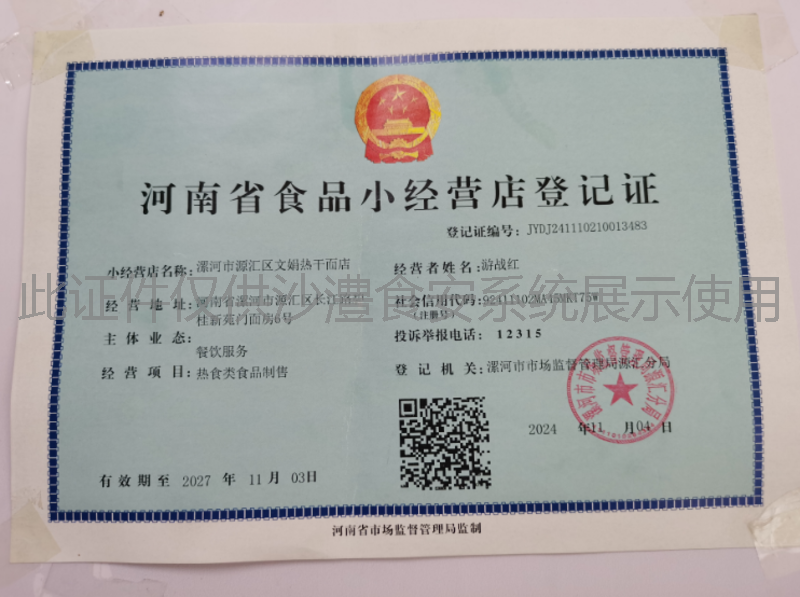 河南省食品小经营店登记证
登记证编号：JYDJ241110210013483
小经营店名称：漯河市源汇区文娟热干面店
经营者姓名：游战红
此证件仅供沙澧食安系统展示使用
经营地址：河南省漯河市源汇区长江路
桂新苑门面房6号
社会信用代码：
（注册号）
主体业态：
餐饮服务
投诉举报电话：12315
经营项目：热食类食品制售
登记机关：漯河市市场监督管理局源汇分局
2024 年11 月04 日
有效期至 2027 年 11 月 03日
河南省市场监督管理局监制